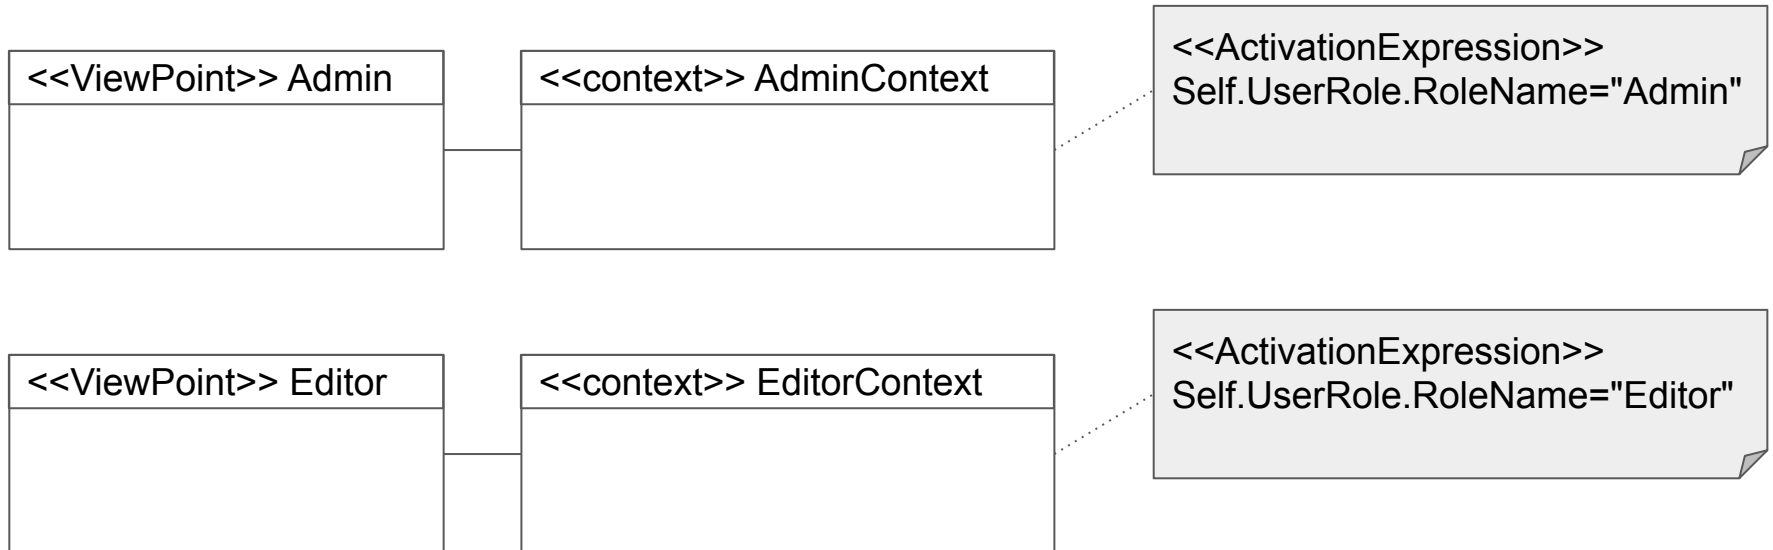 <<ViewPoint>> Admin
<<context>> AdminContext
<<ActivationExpression>>
Self.UserRole.RoleName="Admin"
<<ViewPoint>> Editor
<<context>> EditorContext
<<ActivationExpression>>
Self.UserRole.RoleName="Editor"